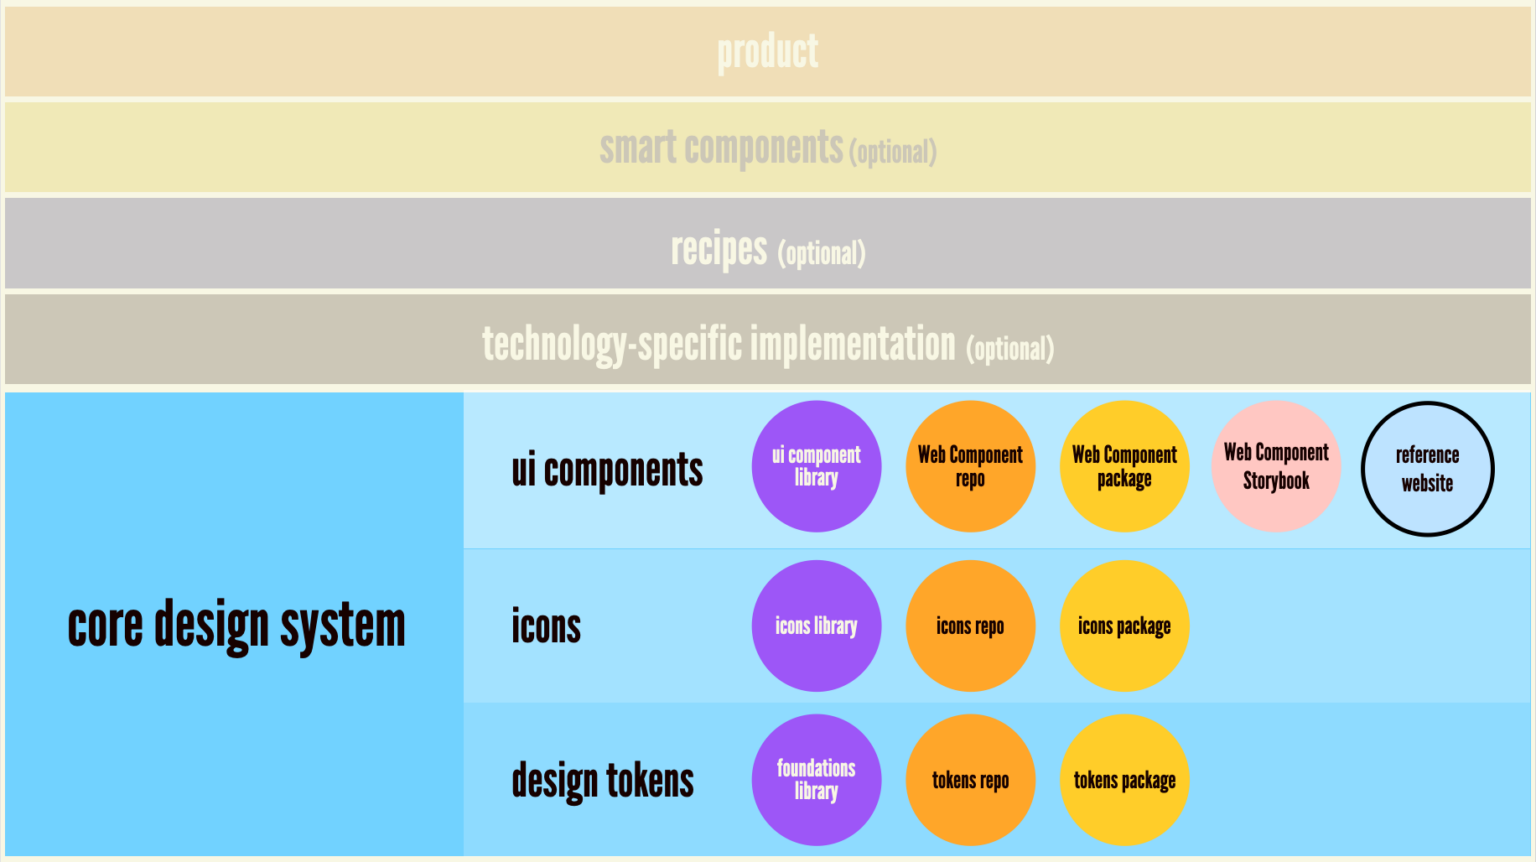 product
smart components (optional)
recipes (optional)
technology-specific implementation (optional)
core design system
ui components
ui component
library
Web Component
repo
Web Component
package
Web Component
Storybook
reference
website
icons
icons library
icons repo
icons package
design tokens
foundations
library
tokens repo
tokens package